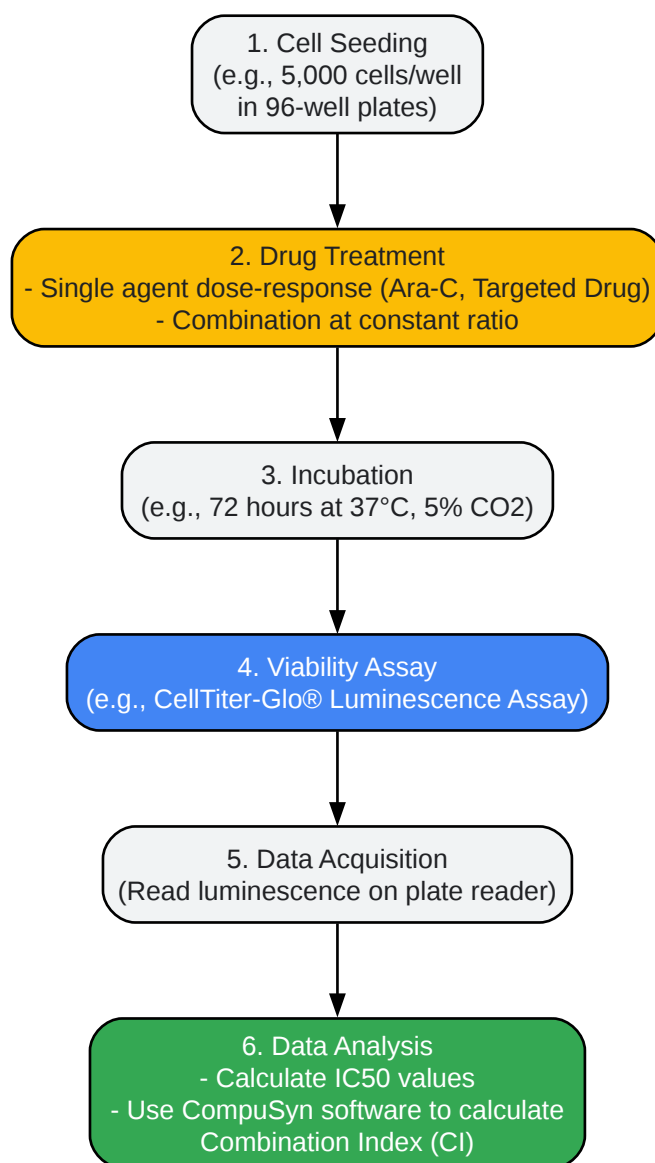 1. Cell Seeding
(e.g., 5,000 cells/well
in 96-well plates)
2. Drug Treatment
- Single agent dose-response (Ara-C, Targeted Drug)
- Combination at constant ratio
3. Incubation
(e.g., 72 hours at 37°C, 5% CO2)
4. Viability Assay
(e.g., CellTiter-Glo® Luminescence Assay)
5. Data Acquisition
(Read luminescence on plate reader)
6. Data Analysis
- Calculate IC50 values
- Use CompuSyn software to calculate
Combination Index (CI)